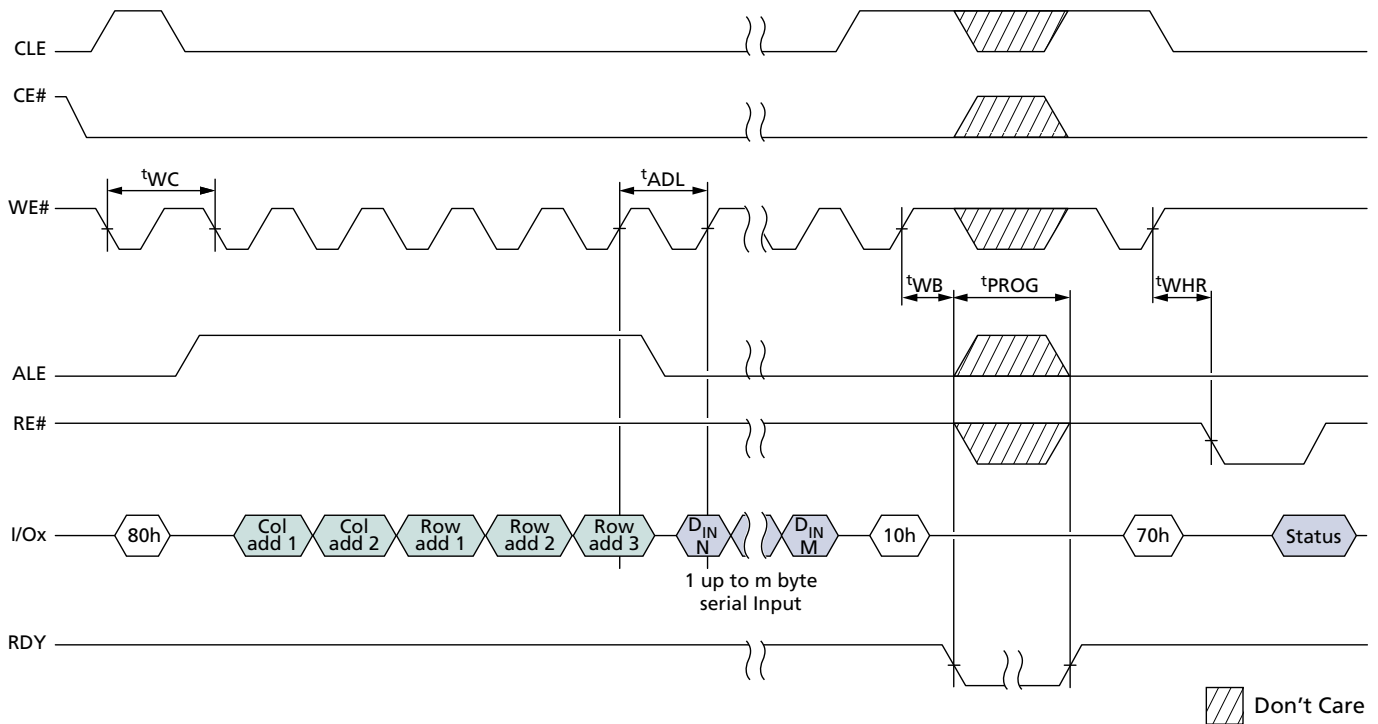 CLE
CE#
tWC
tADL
WE#
tWB
tPROG
tWHR
ALE
RE#
I/Ox
80h
Col
add 1
Col
add 2
Row
add 1
Row
add 2
Row
add 3
DIN
N
DIN
M
10h
70h
Status
1 up to m byte
serial Input
RDY
Don't Care